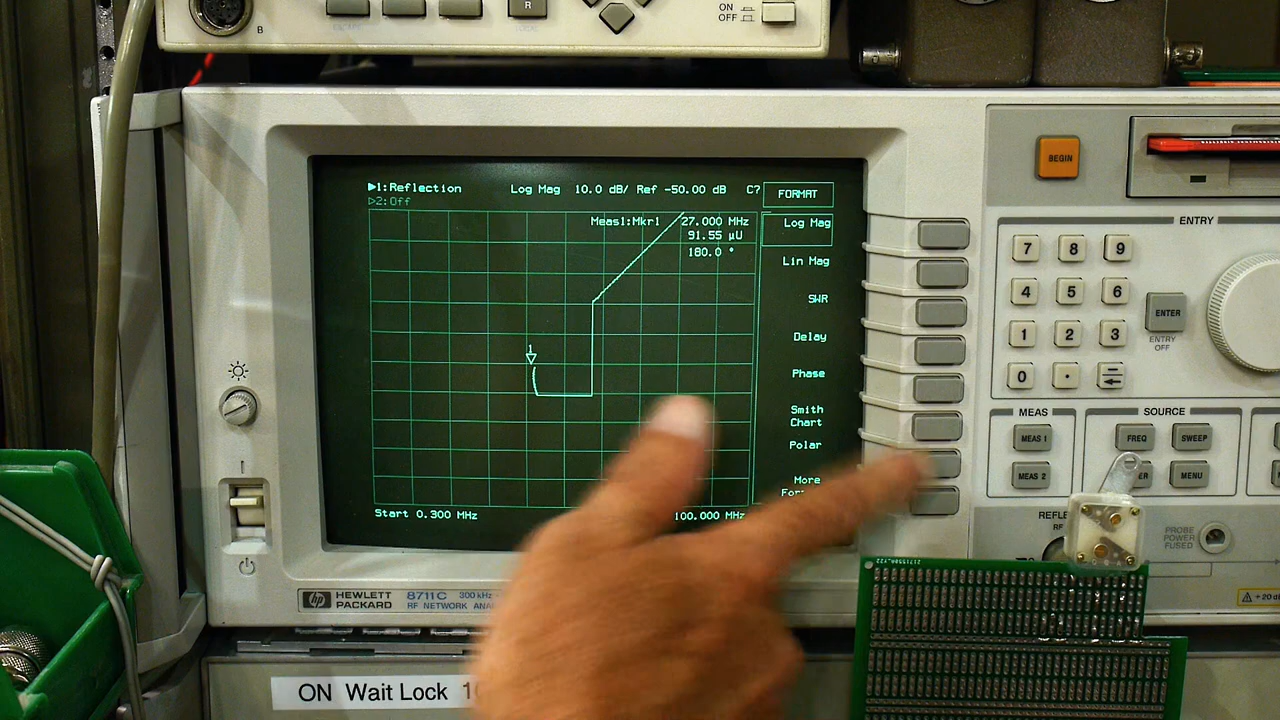 B
R
ON
OFF
▶1:Reflection Log Mag 10.0 dB/ Ref -50.00 dB C?
▷2:Off
FORMAT
Meas1:Mkr1 27.000 MHz
91.55 µU
180.0 °
1
Log Mag
Lin Mag
SWR
Delay
Phase
Smith
Chart
Polar
More
Start 0.300 MHz
100.000 MHz
BEGIN
ENTRY
7 8 9
4 5 6
1 2 3
0 ·
ENTER
ENTRY
OFF
MEAS
SOURCE
MEAS 1
FREQ
SWEEP
MEAS 2
MENU
PROBE
POWER
FUSED
hp HEWLETT
PACKARD
8711C 300 kHz
RF NETWORK
ON Wait Lock